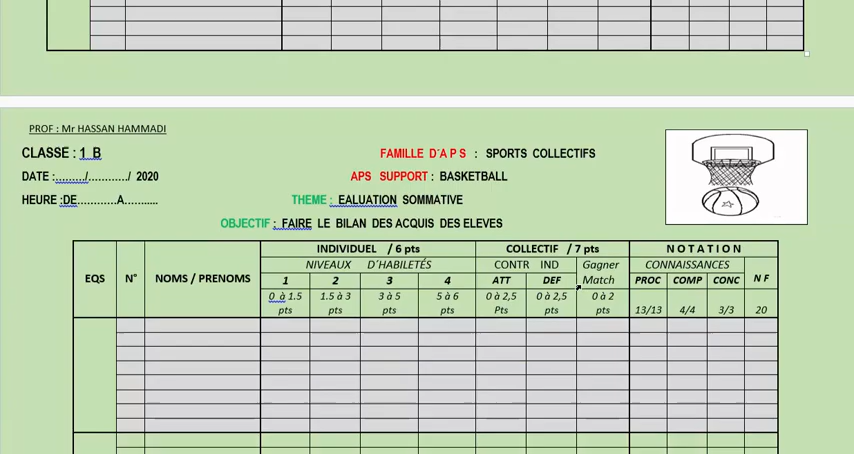 PROF : Mr HASSAN HAMMADI
CLASSE : 1 B
FAMILLE D´A P S : SPORTS COLLECTIFS
DATE :........./............/ 2020
APS SUPPORT : BASKETBALL
HEURE :DE............A..........
THEME : EALUATION SOMMATIVE
OBJECTIF : FAIRE LE BILAN DES ACQUIS DES ELEVES
EQS N° NOMS / PRENOMS INDIVIDUEL / 6 pts COLLECTIF / 7 pts N O T A T I O N
NIVEAUX D´HABILETÉS CONTR IND Gagner Match CONNAISSANCES N F
1 2 3 4 ATT DEF PROC COMP CONC
0 à 1.5 pts 1.5 à 3 pts 3 à 5 pts 5 à 6 pts 0 à 2,5 Pts 0 à 2,5 pts 0 à 2 pts 13/13 4/4 3/3 20